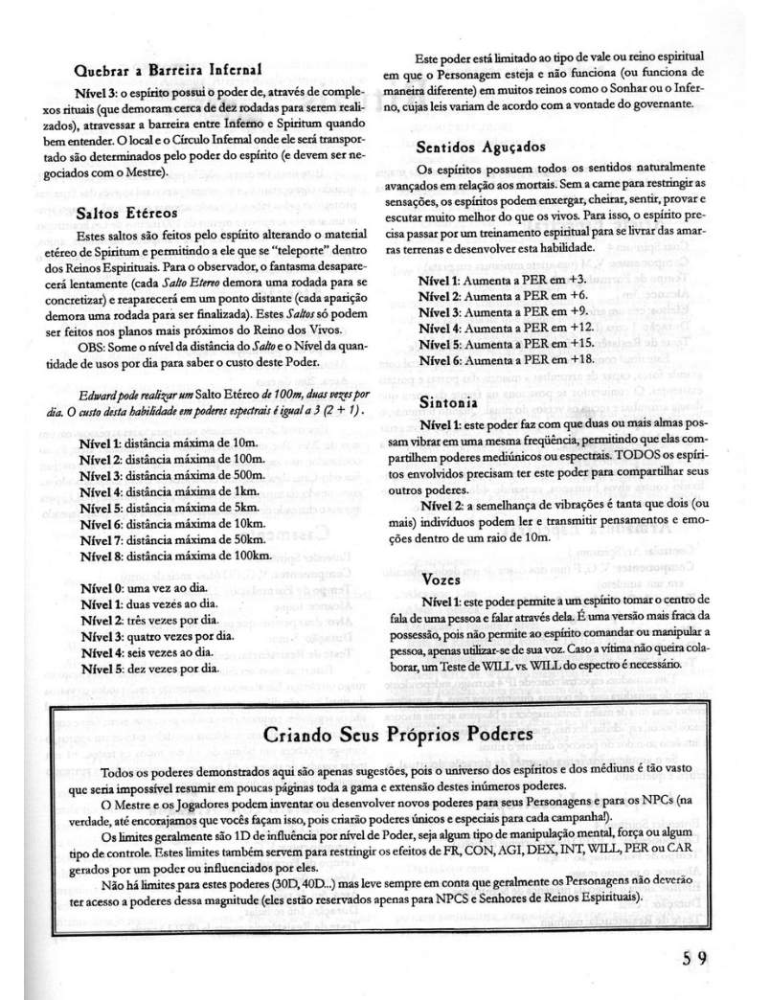 Quebrar a Barreira Infernal
Nível 3: o espírito possui o poder de, através de comple-
xos rituais (que demoram cerca de dez rodadas para serem reali-
zados), atravessar a barreira entre Inferno e Spiritum quando
bem entender. O local e o Círculo Infernal onde ele será transpor-
tado são determinados pelo poder do espírito (e devem ser ne-
gociados com o Mestre).
Saltos Etéreos
Estes saltos são feitos pelo espírito alterando o material
etéreo de Spiritum e permitindo a ele que se “teleporte” dentro
dos Reinos Espirituais. Para o observador, o fantasma desapare-
cerá lentamente (cada Salto Etereo demora uma rodada para se
concretizar) e reaparecerá em um ponto distante (cada aparição
demora uma rodada para ser finalizada). Estes Saltos só podem
ser feitos nos planos mais próximos do Reino dos Vivos.
OBS: Some o nível da distância do Salto e o Nível da quan-
tidade de usos por dia para saber o custo deste Poder.
Edward pode realizar um Salto Etéreo de 100m, duas vezes por
dia. O custo desta habilidade em poderes espectrais é igual a 3 (2 + 1).
Nível 1: distância máxima de 10m.
Nível 2: distância máxima de 100m.
Nível 3: distância máxima de 500m.
Nível 4: distância máxima de 1km.
Nível 5: distância máxima de 5km.
Nível 6: distância máxima de 10km.
Nível 7: distância máxima de 50km.
Nível 8: distância máxima de 100km.
Nível 0: uma vez ao dia.
Nível 1: duas vezes ao dia.
Nível 2: três vezes por dia.
Nível 3: quatro vezes por dia.
Nível 4: seis vezes ao dia.
Nível 5: dez vezes por dia.
Este poder está limitado ao tipo de vale ou reino espiritual
em que o Personagem esteja e não funciona (ou funciona de
maneira diferente) em muitos reinos como o Sonhar ou o Infer-
no, cujas leis variam de acordo com a vontade do governante.
Sentidos Aguçados
Os espíritos possuem todos os sentidos naturalmente
avançados em relação aos mortais. Sem a carne para restringir as
sensações, os espíritos podem enxergar, cheirar, sentir, provar e
escutar muito melhor do que os vivos. Para isso, o espírito pre-
cisa passar por um treinamento espiritual para se livrar das amar-
ras terrenas e desenvolver esta habilidade.
Nível 1: Aumenta a PER em +3.
Nível 2: Aumenta a PER em +6.
Nível 3: Aumenta a PER em +9.
Nível 4: Aumenta a PER em +12.
Nível 5: Aumenta a PER em +15.
Nível 6: Aumenta a PER em +18.
Sintonia
Nível 1: este poder faz com que duas ou mais almas pos-
sam vibrar em uma mesma freqüência, permitindo que elas com-
partilhem poderes mediúnicos ou espectrais. TODOS os espíri-
tos envolvidos precisam ter este poder para compartilhar seus
outros poderes.
Nível 2: a semelhança de vibrações é tanta que dois (ou
mais) indivíduos podem ler e transmitir pensamentos e emo-
ções dentro de um raio de 10m.
Vozes
Nível 1: este poder permite a um espírito tomar o centro de
fala de uma pessoa e falar através dela. É uma versão mais fraca da
possessão, pois não permite ao espírito comandar ou manipular a
pessoa, apenas utilizar-se de sua voz. Caso a vítima não queira cola-
borar, um Teste de WILL vs. WILL do espectro é necessário.
Criando Seus Próprios Poderes
Todos os poderes demonstrados aqui são apenas sugestões, pois o universo dos espíritos e dos médiuns é tão vasto
que seria impossível resumir em poucas páginas toda a gama e extensão destes inúmeros poderes.
O Mestre e os Jogadores podem inventar ou desenvolver novos poderes para seus Personagens e para os NPCs (na
verdade, até encorajamos que vocês façam isso, pois criarão poderes únicos e especiais para cada campanha!).
Os limites geralmente são 1D de influência por nível de Poder, seja algum tipo de manipulação mental, força ou algum
tipo de controle. Estes limites também servem para restringir os efeitos de FR, CON, AGI, DEX, INT, WILL, PER ou CAR
gerados por um poder ou influenciados por eles.
Não há limites para estes poderes (30D, 40D...) mas leve sempre em conta que geralmente os Personagens não deverão
ter acesso a poderes dessa magnitude (eles estão reservados apenas para NPCS e Senhores de Reinos Espirituais).
59